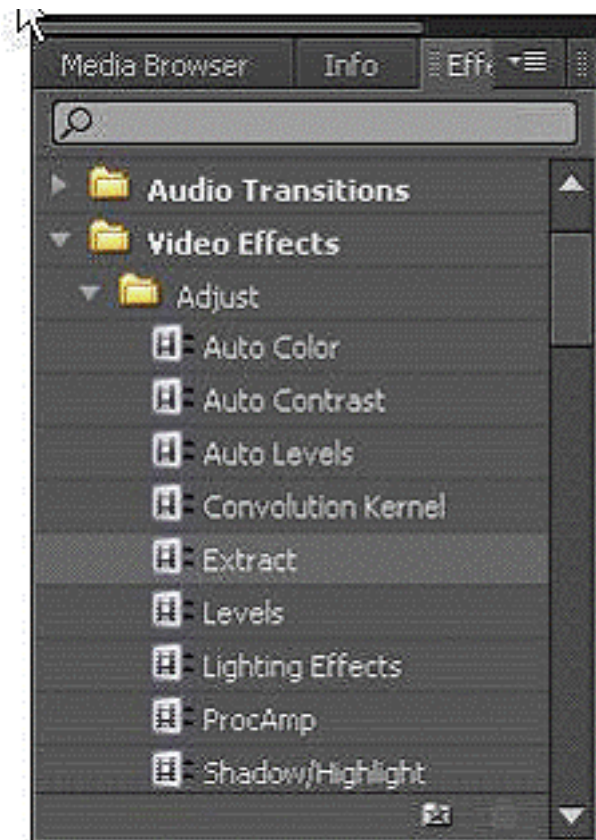 Media Browser Info Effe
Audio Transitions
Video Effects
Adjust
Auto Color
Auto Contrast
Auto Levels
Convolution Kernel
Extract
Levels
Lighting Effects
ProcAmp
Shadow/Highlight